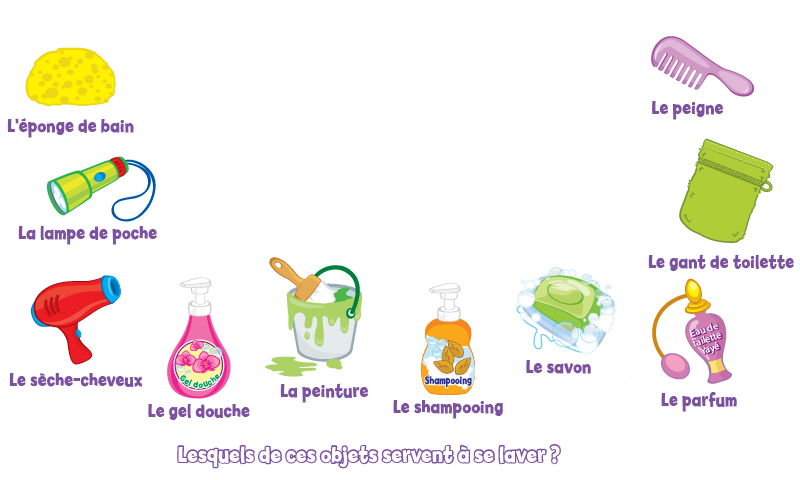 L'éponge de bain
Le peigne
La lampe de poche
Le gant de toilette
Le sèche-cheveux
Gel douche
Le gel douche
La peinture
Shampooing
Le shampooing
Le savon
Eau de
Toilette
Yayé
Le parfum
Lesquels de ces objets servent à se laver ?